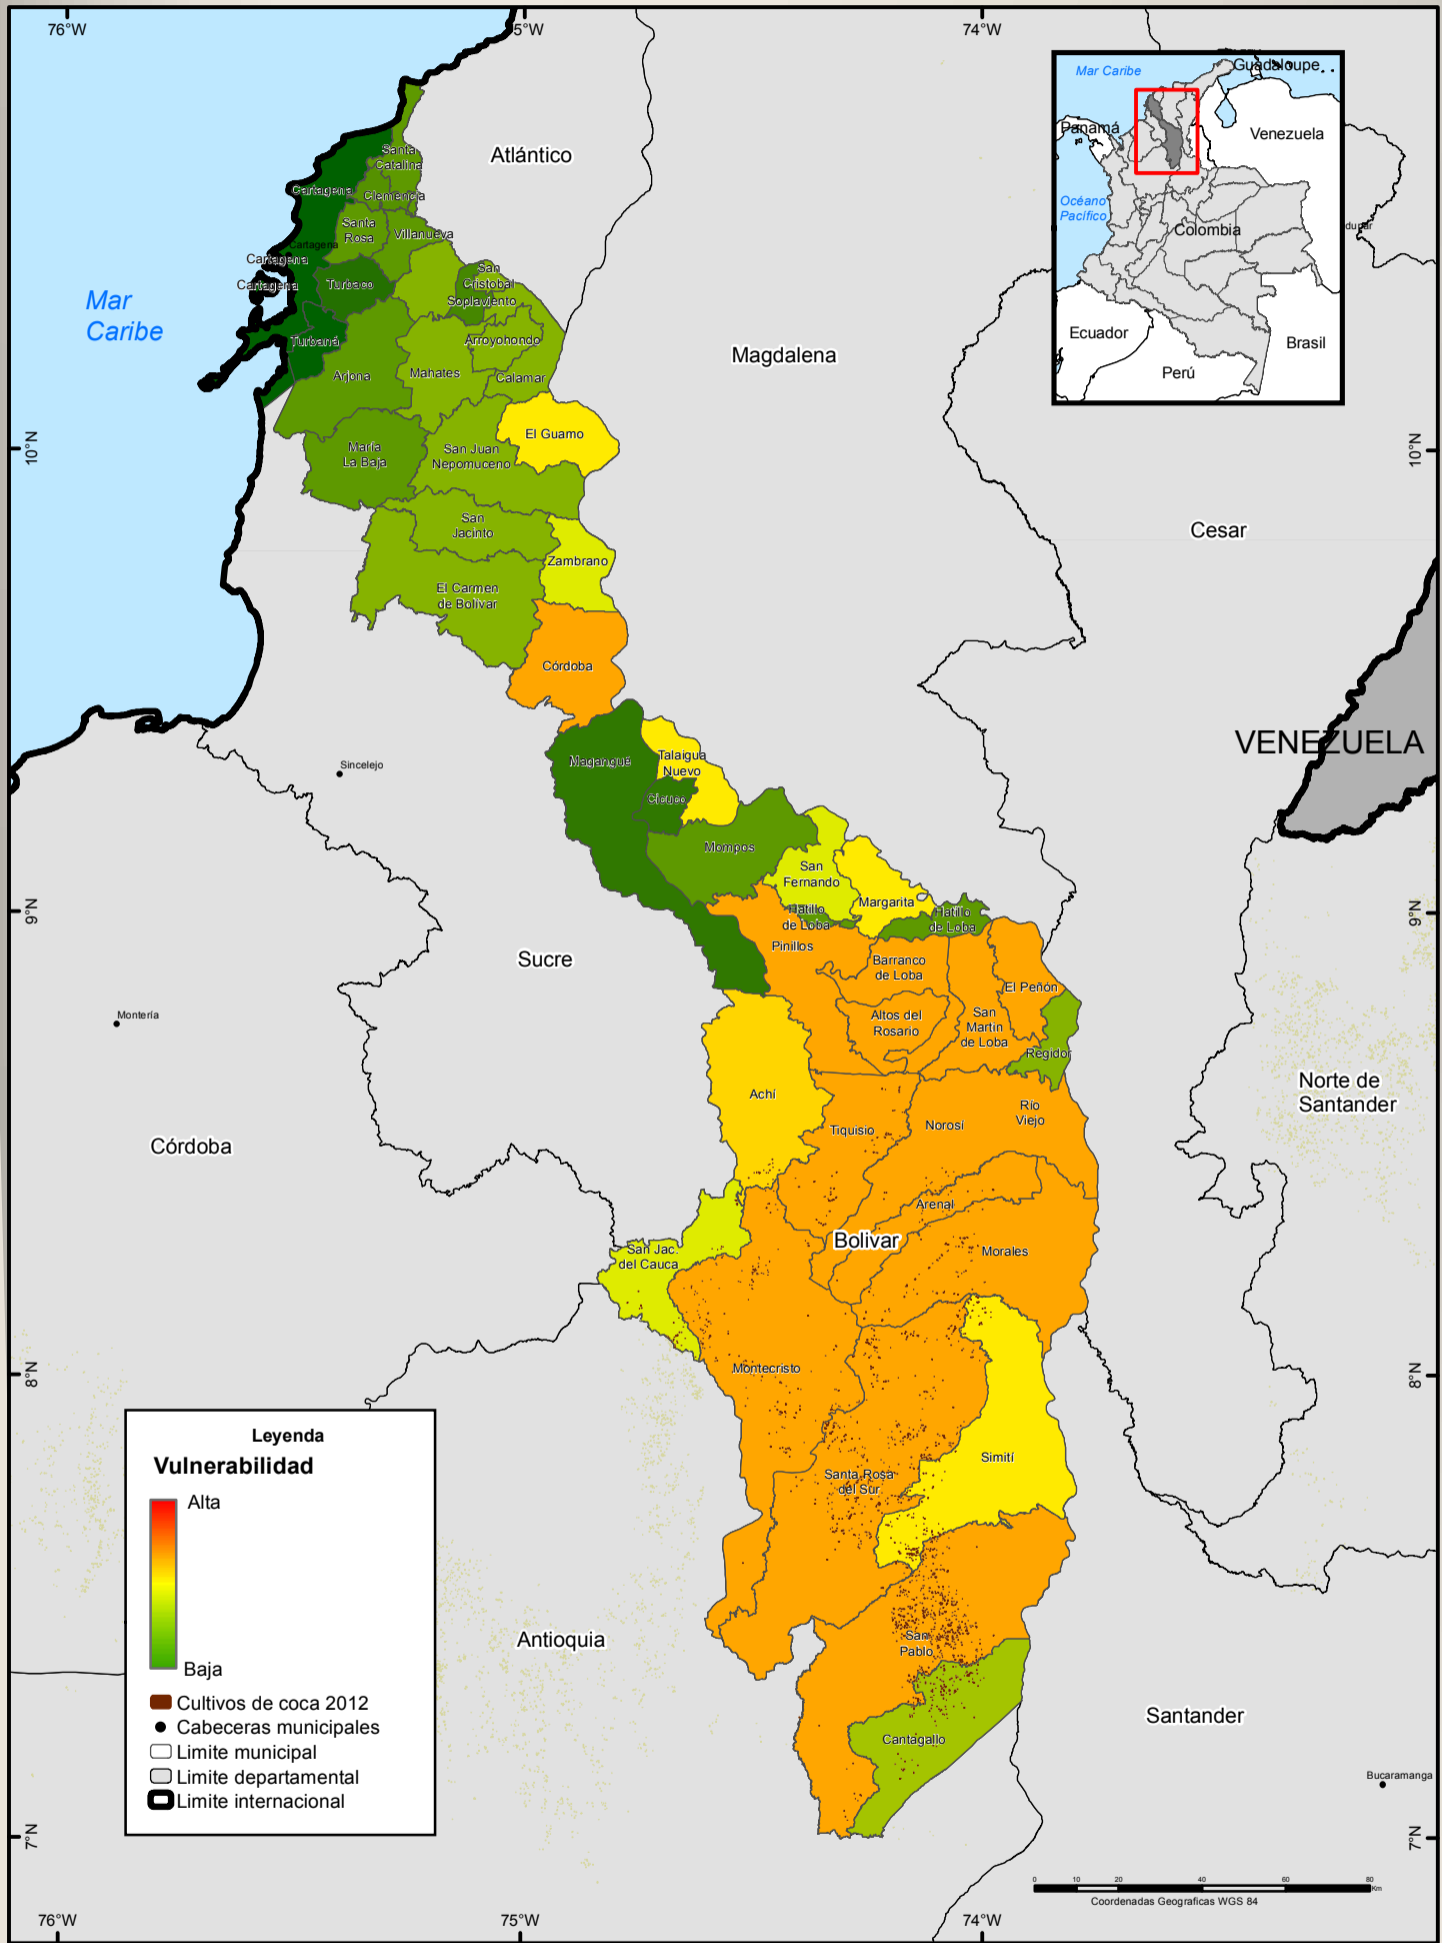 76°W
5°W
74°W
Mar Caribe
Guadaloupe
Panamá
Venezuela
Océano
Pacífico
Colombia
Ecuador
Brasil
Perú
Atlántico
Santa
Catalina
Cartagena
Clemencia
Santa
Rosa
Villanueva
Cartagena
Cartagena
Cartagena
Turbaco
San
Cristobal
Soplaviento
Mar
Caribe
Turbaná
Arroyohondo
Magdalena
Arjona
Mahates
Calamar
El Guamo
10°N
10°N
María
La Baja
San Juan
Nepomuceno
San
Jacinto
Cesar
Zambrano
El Carmen
de Bolívar
Córdoba
VENEZUELA
Sincelejo
Magangué
Talaigua
Nuevo
Cicuco
Mompos
San
Fernando
Margarita
9°N
9°N
Hatillo
de Loba
Hatillo
de Loba
Pinillos
Sucre
Barranco
de Loba
El Peñón
Montería
Altos del
Rosario
San
Martin
de Loba
Regidor
Norte de
Santander
Achí
Río
Viejo
Tiquisio
Norosí
Córdoba
Arenal
Bolivar
Morales
San Jac.
del Cauca
8°N
8°N
Montecristo
Simití
Santa Rosa
del Sur
Antioquia
San
Pablo
Santander
Cantagallo
Bucaramanga
Leyenda
Vulnerabilidad
Alta
Baja
Cultivos de coca 2012
Cabeceras municipales
Limite municipal
Limite departamental
Limite internacional
7°N
7°N
0 10 20 40 60 80
Km
Coordenadas Geograficas WGS 84
76°W
75°W
74°W